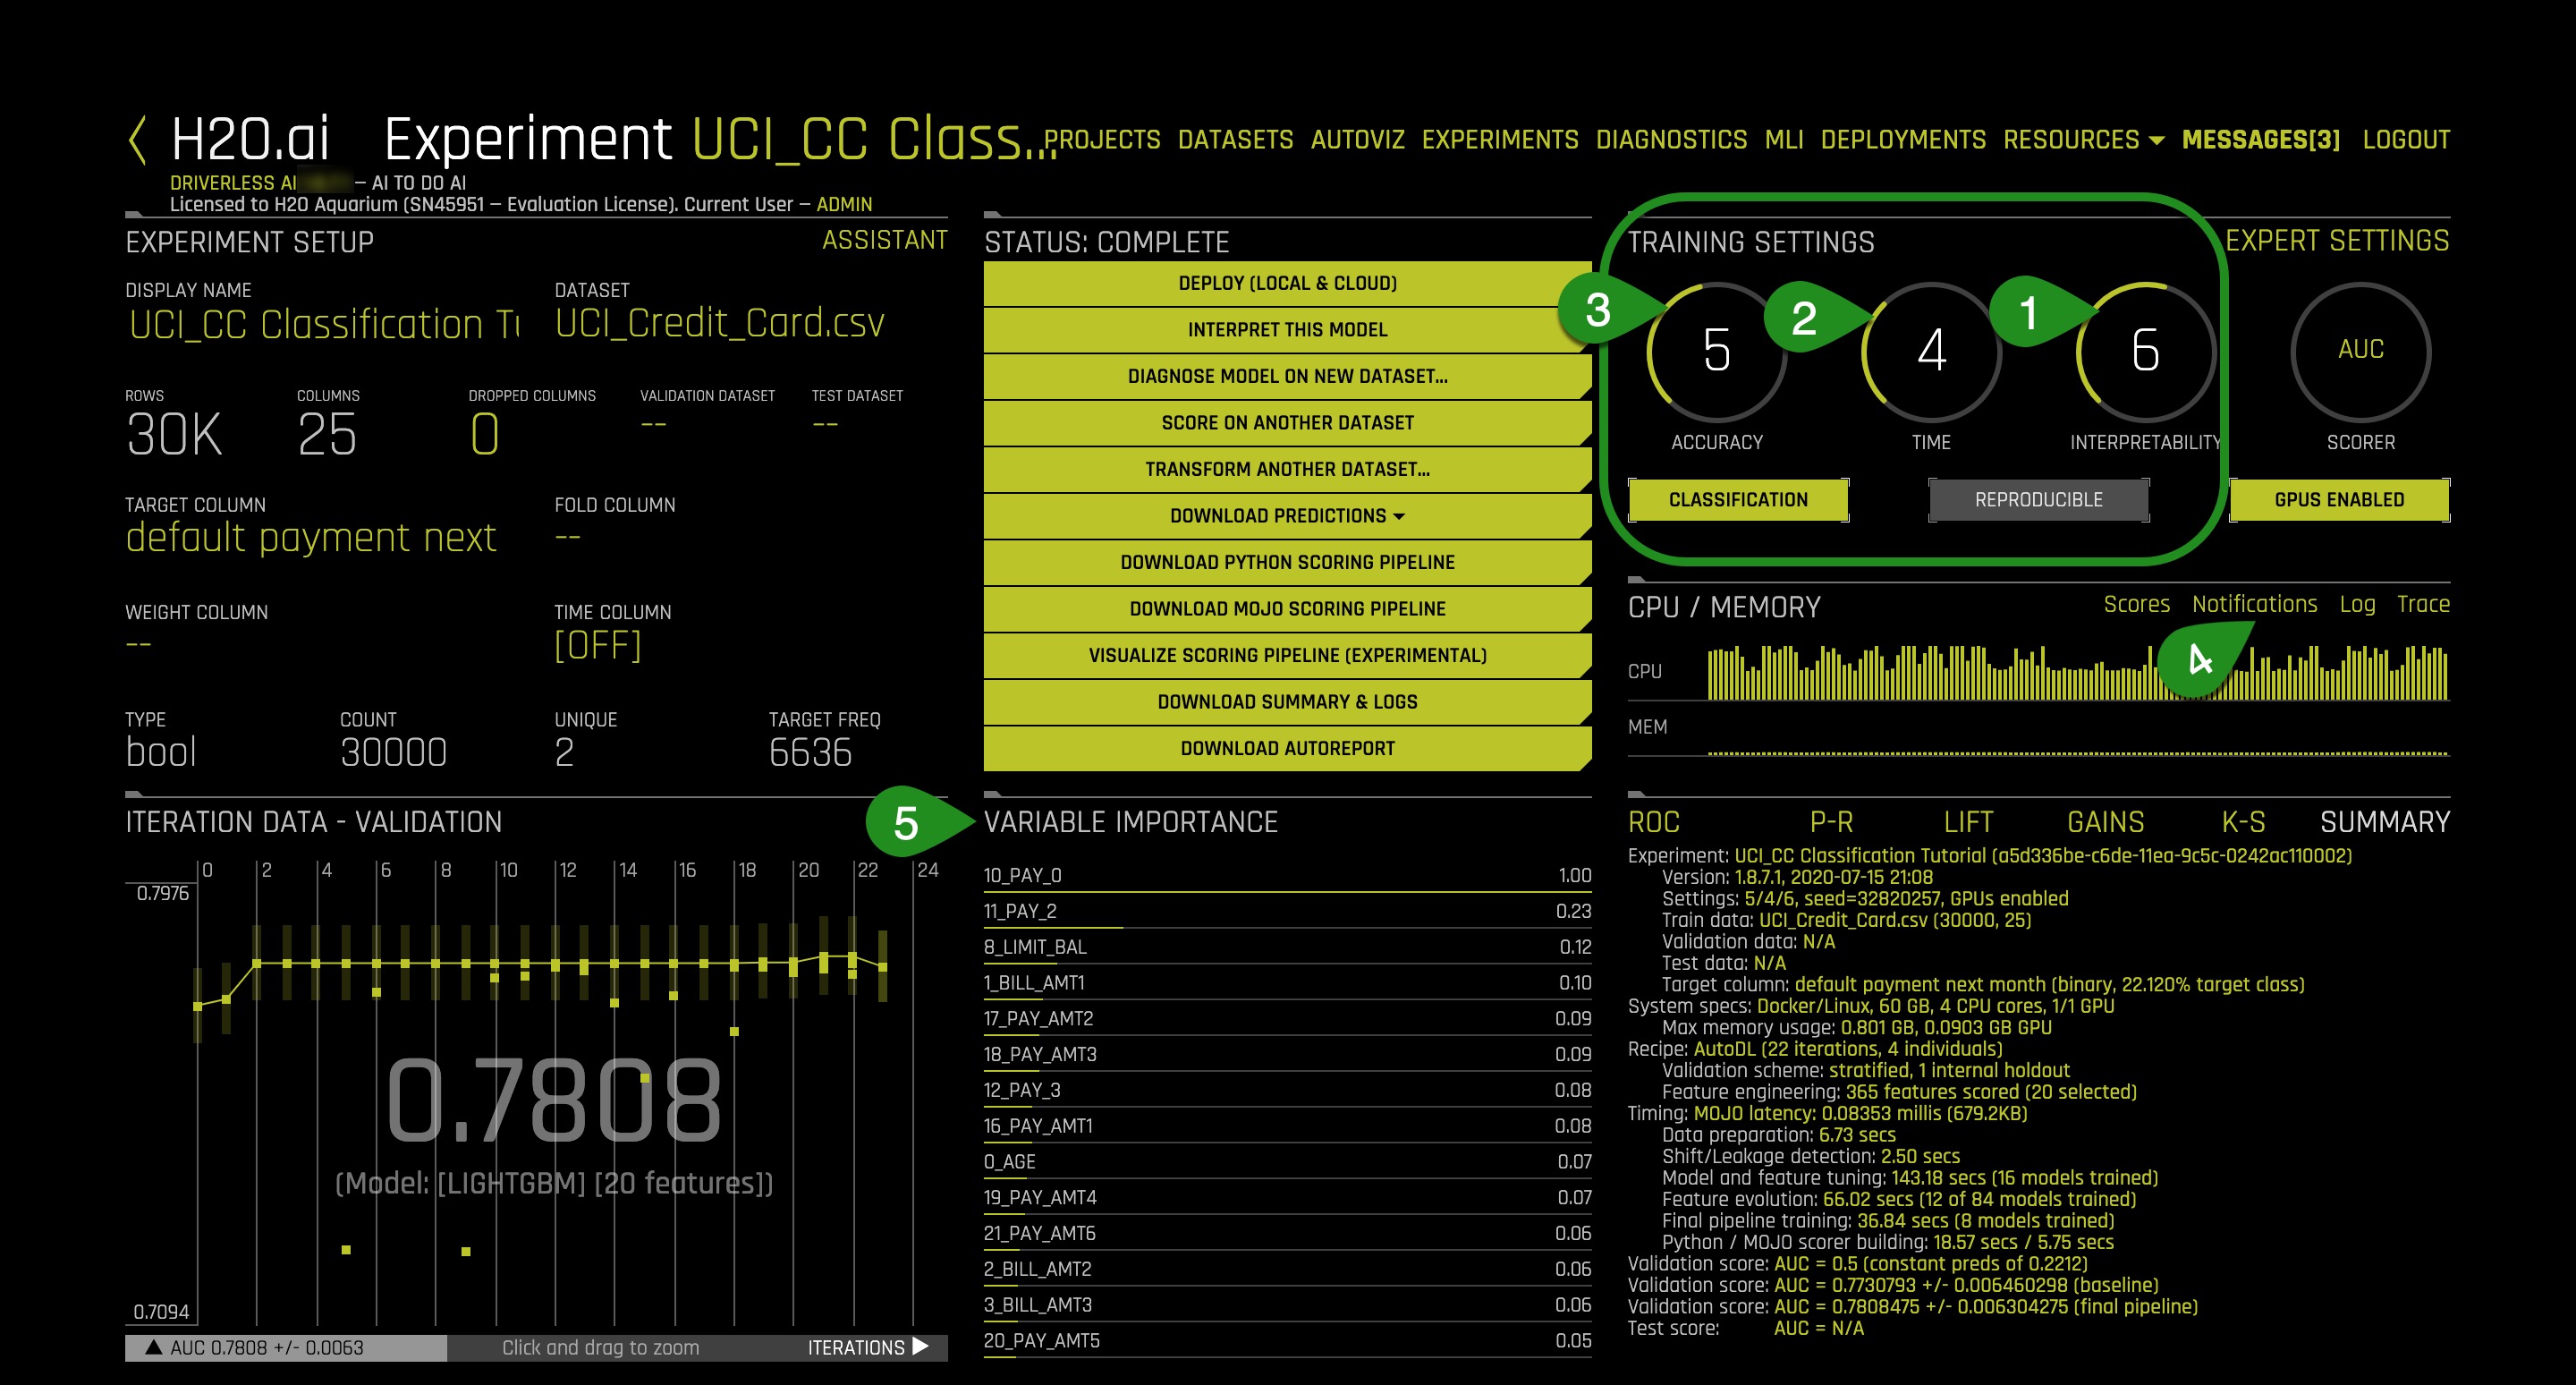 H2O.ai Experiment UCI_CC Class...
PROJECTS DATASETS AUTOVIZ EXPERIMENTS DIAGNOSTICS MLI DEPLOYMENTS RESOURCES MESSAGES[3] LOGOUT
DRIVERLESS AI – AI TO DO AI
Licensed to H2O Aquarium (SN45951 – Evaluation License). Current User – ADMIN
EXPERIMENT SETUP ASSISTANT
DISPLAY NAME DATASET
UCI_CC Classification Tu UCI_Credit_Card.csv
ROWS COLUMNS DROPPED COLUMNS VALIDATION DATASET TEST DATASET
30K 25 0 -- --
TARGET COLUMN FOLD COLUMN
default payment next --
WEIGHT COLUMN TIME COLUMN
-- [OFF]
TYPE COUNT UNIQUE TARGET FREQ
bool 30000 2 6636
STATUS: COMPLETE
DEPLOY (LOCAL & CLOUD)
INTERPRET THIS MODEL
DIAGNOSE MODEL ON NEW DATASET...
SCORE ON ANOTHER DATASET
TRANSFORM ANOTHER DATASET...
DOWNLOAD PREDICTIONS
DOWNLOAD PYTHON SCORING PIPELINE
DOWNLOAD MOJO SCORING PIPELINE
VISUALIZE SCORING PIPELINE (EXPERIMENTAL)
DOWNLOAD SUMMARY & LOGS
DOWNLOAD AUTOREPORT
TRAINING SETTINGS EXPERT SETTINGS
3 5 2 4 1 6 AUC
ACCURACY TIME INTERPRETABILITY SCORER
CLASSIFICATION REPRODUCIBLE GPUS ENABLED
CPU / MEMORY Scores Notifications Log Trace
4
CPU
MEM
ITERATION DATA - VALIDATION
0 2 4 6 8 10 12 14 16 18 20 22 24
0.7976
0.7808
(Model: [LIGHTGBM] [20 features])
0.7094
AUC 0.7808 +/- 0.0063 Click and drag to zoom ITERATIONS
5 VARIABLE IMPORTANCE
10_PAY_0 1.00
11_PAY_2 0.23
8_LIMIT_BAL 0.12
1_BILL_AMT1 0.10
17_PAY_AMT2 0.09
18_PAY_AMT3 0.09
12_PAY_3 0.08
16_PAY_AMT1 0.08
0_AGE 0.07
19_PAY_AMT4 0.07
21_PAY_AMT6 0.06
2_BILL_AMT2 0.06
3_BILL_AMT3 0.06
20_PAY_AMT5 0.05
ROC P-R LIFT GAINS K-S SUMMARY
Experiment: UCI_CC Classification Tutorial (a5d336be-c6de-11ea-9c5c-0242ac110002)
Version: 1.8.7.1, 2020-07-15 21:08
Settings: 5/4/6, seed=32820257, GPUs enabled
Train data: UCI_Credit_Card.csv (30000, 25)
Validation data: N/A
Test data: N/A
Target column: default payment next month (binary, 22.120% target class)
System specs: Docker/Linux, 60 GB, 4 CPU cores, 1/1 GPU
Max memory usage: 0.801 GB, 0.0903 GB GPU
Recipe: AutoDL (22 iterations, 4 individuals)
Validation scheme: stratified, 1 internal holdout
Feature engineering: 365 features scored (20 selected)
Timing: MOJO latency: 0.08353 millis (679.2KB)
Data preparation: 6.73 secs
Shift/Leakage detection: 2.50 secs
Model and feature tuning: 143.18 secs (16 models trained)
Feature evolution: 66.02 secs (12 of 84 models trained)
Final pipeline training: 36.84 secs (8 models trained)
Python / MOJO scorer building: 18.57 secs / 5.75 secs
Validation score: AUC = 0.5 (constant preds of 0.2212)
Validation score: AUC = 0.7730793 +/- 0.006460298 (baseline)
Validation score: AUC = 0.7808475 +/- 0.006304275 (final pipeline)
Test score: AUC = N/A